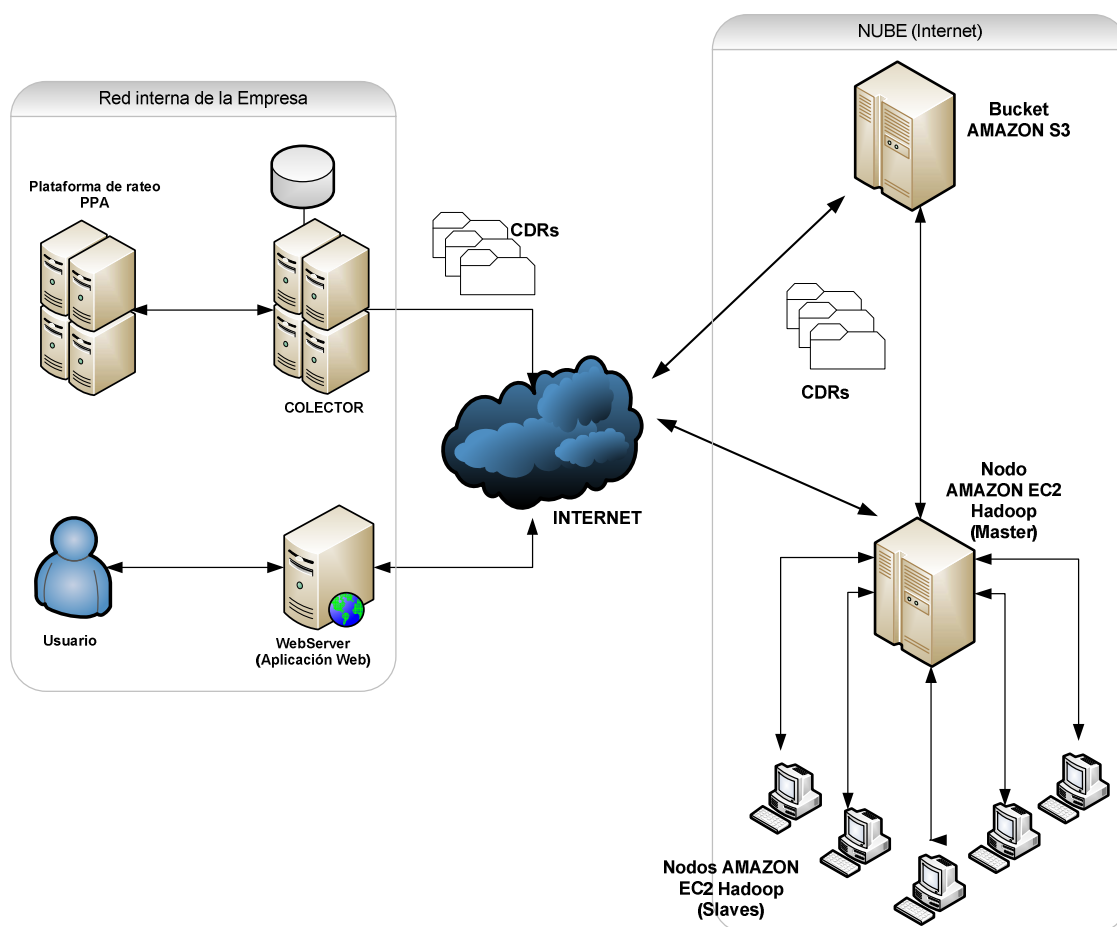 NUBE (Internet)
Red interna de la Empresa
Bucket
AMAZON S3
Plataforma de rateo
PPA
CDRs
COLECTOR
CDRs
INTERNET
Nodo
AMAZON EC2
Hadoop
(Master)
Usuario
WebServer
(Aplicación Web)
Nodos AMAZON
EC2 Hadoop
(Slaves)